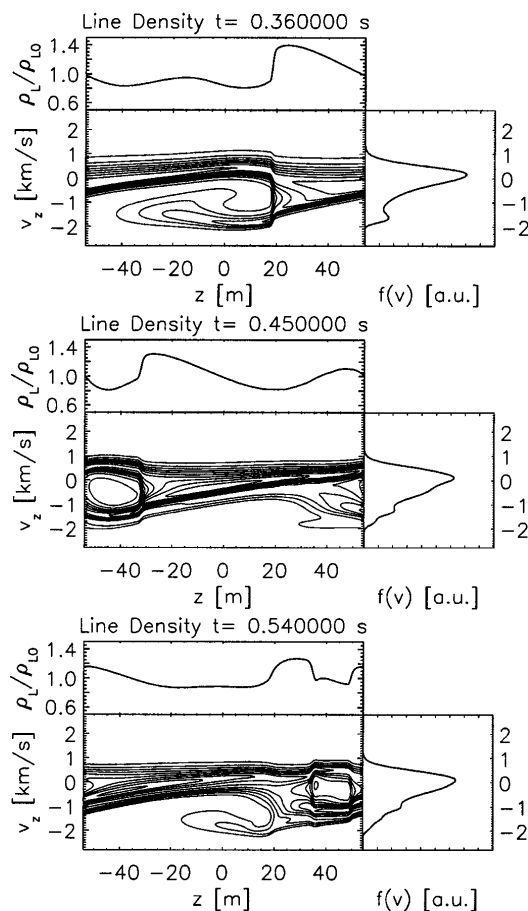 Line Density t= 0.360000 s
ρL/ρL0
1.4
1.0
0.6
vz [km/s]
2
1
0
−1
−2
2
1
0
1
2
−40 −20 0 20 40
z [m]
f(v) [a.u.]
Line Density t= 0.450000 s
ρL/ρL0
1.4
1.0
0.6
vz [km/s]
2
1
0
−1
−2
2
1
0
1
2
−40 −20 0 20 40
z [m]
f(v) [a.u.]
Line Density t= 0.540000 s
ρL/ρL0
1.4
1.0
0.6
vz [km/s]
2
1
0
−1
−2
2
1
0
1
2
−40 −20 0 20 40
z [m]
f(v) [a.u.]